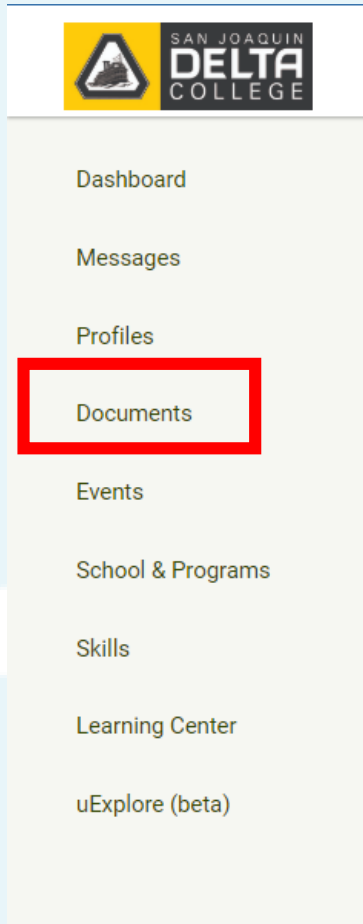 SAN JOAQUIN
DELTA
COLLEGE
Dashboard
Messages
Profiles
Documents
Events
School & Programs
Skills
Learning Center
uExplore (beta)